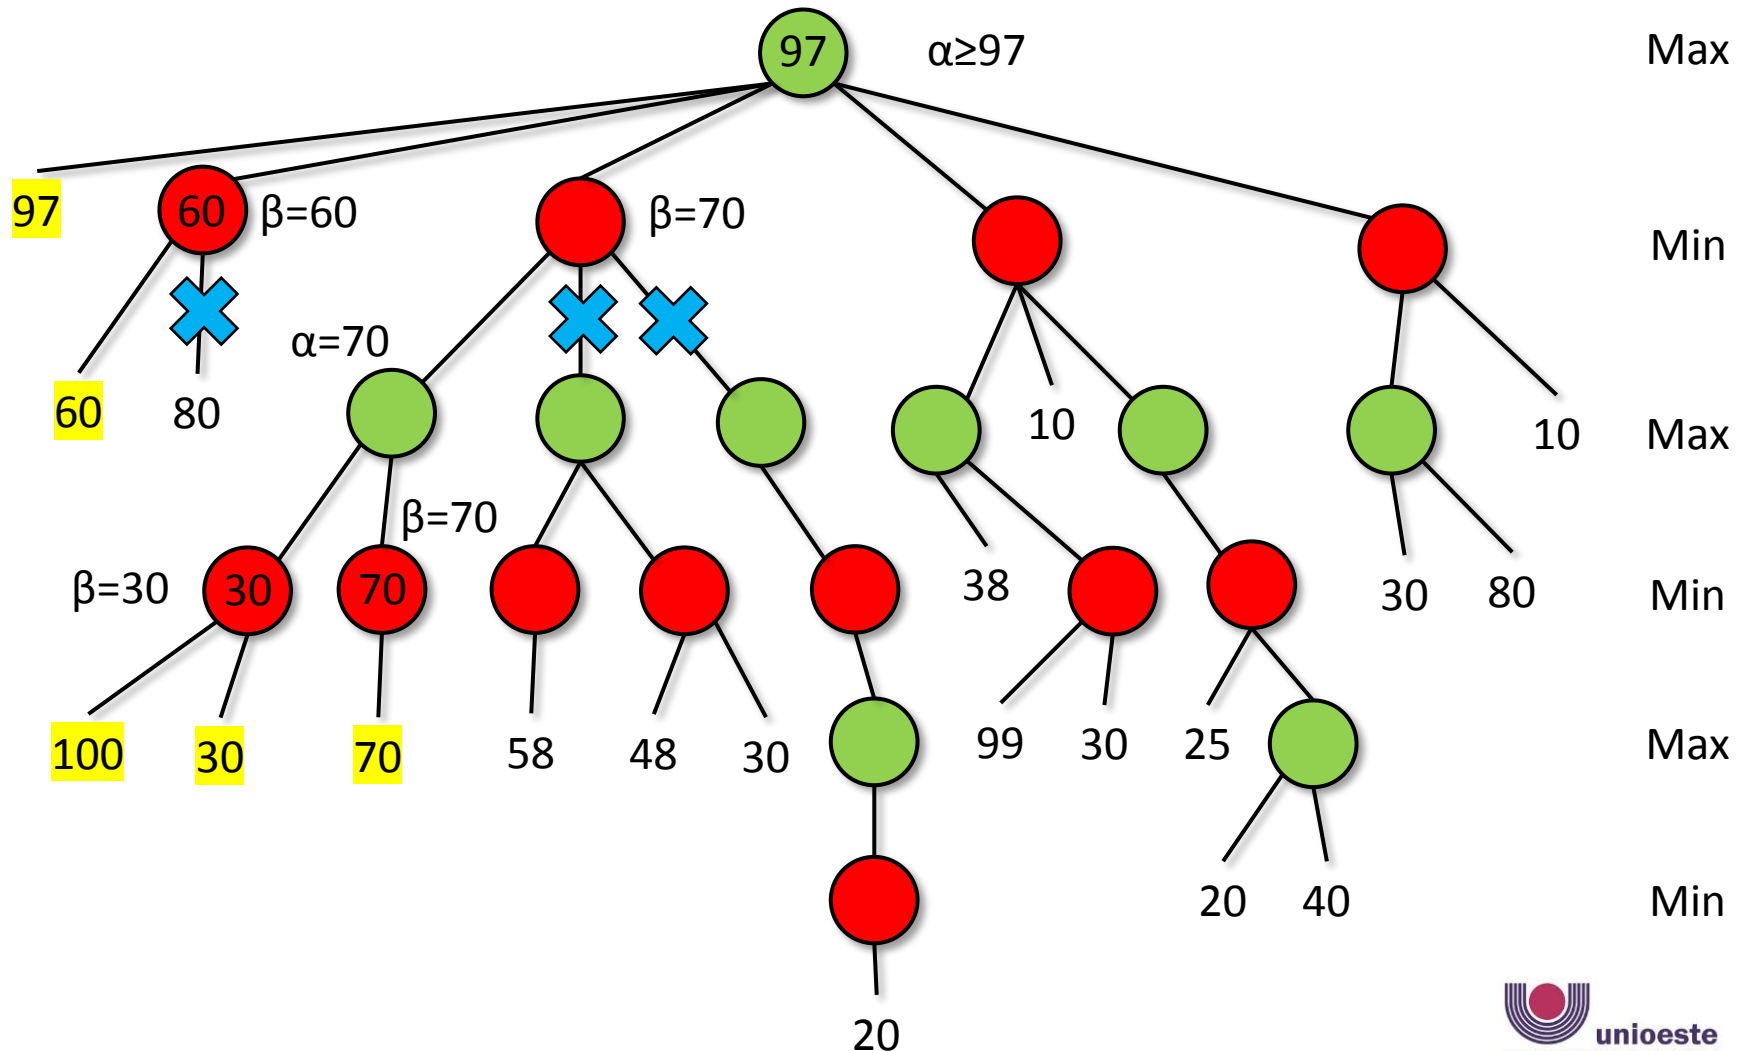 97 α≥97 Max
97 60 β=60 β=70 Min
α=70
60 80 10 10 Max
β=70
β=30 30 70 38 30 80 Min
100 30 70 58 48 30 99 30 25 Max
20 40 Min
20
unioeste